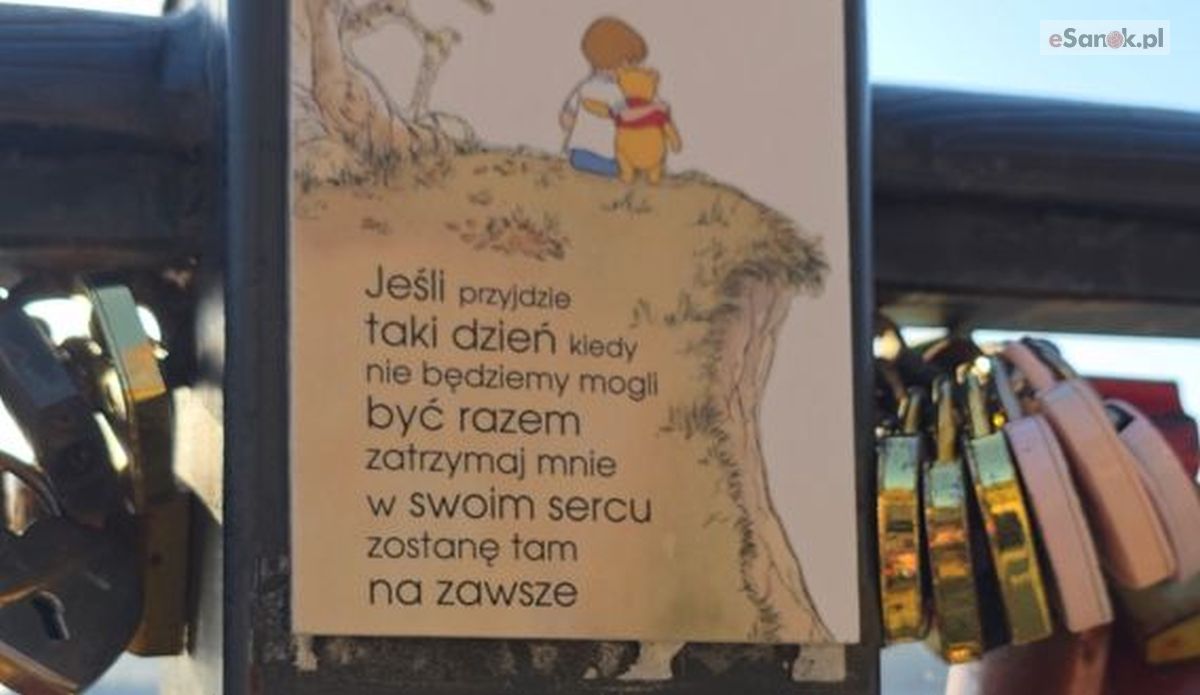 eSanok.pl
Jeśli przyjdzie
taki dzień kiedy
nie będziemy mogli
być razem
zatrzymaj mnie
w swoim sercu
zostanę tam
na zawsze